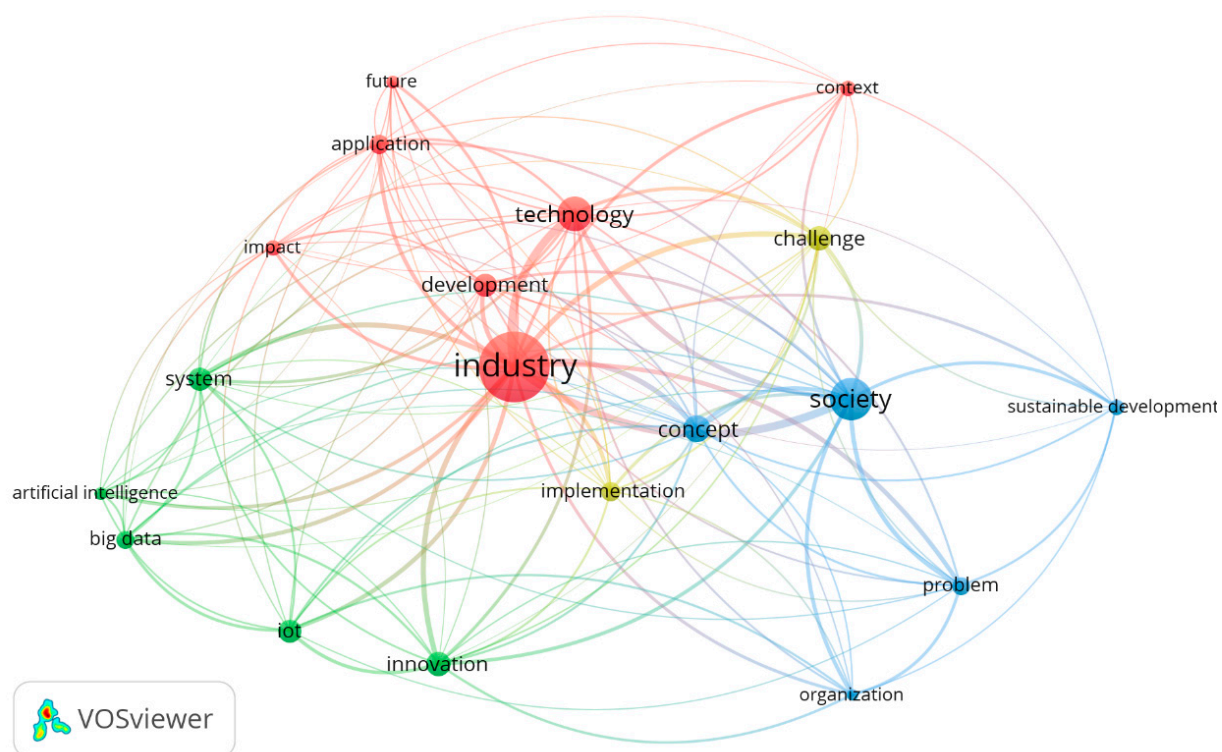 future
context
application
technology
challenge
impact
development
industry
system
society
sustainable development
concept
artificial intelligence
implementation
big data
problem
iot
innovation
organization
VOSviewer